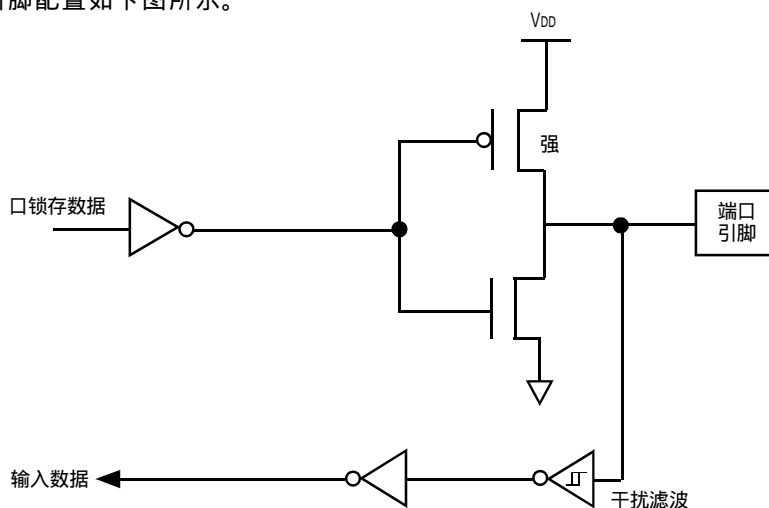 脚配置如下图所示。
VDD
强
口锁存数据
端口
引脚
输入数据
干扰滤波